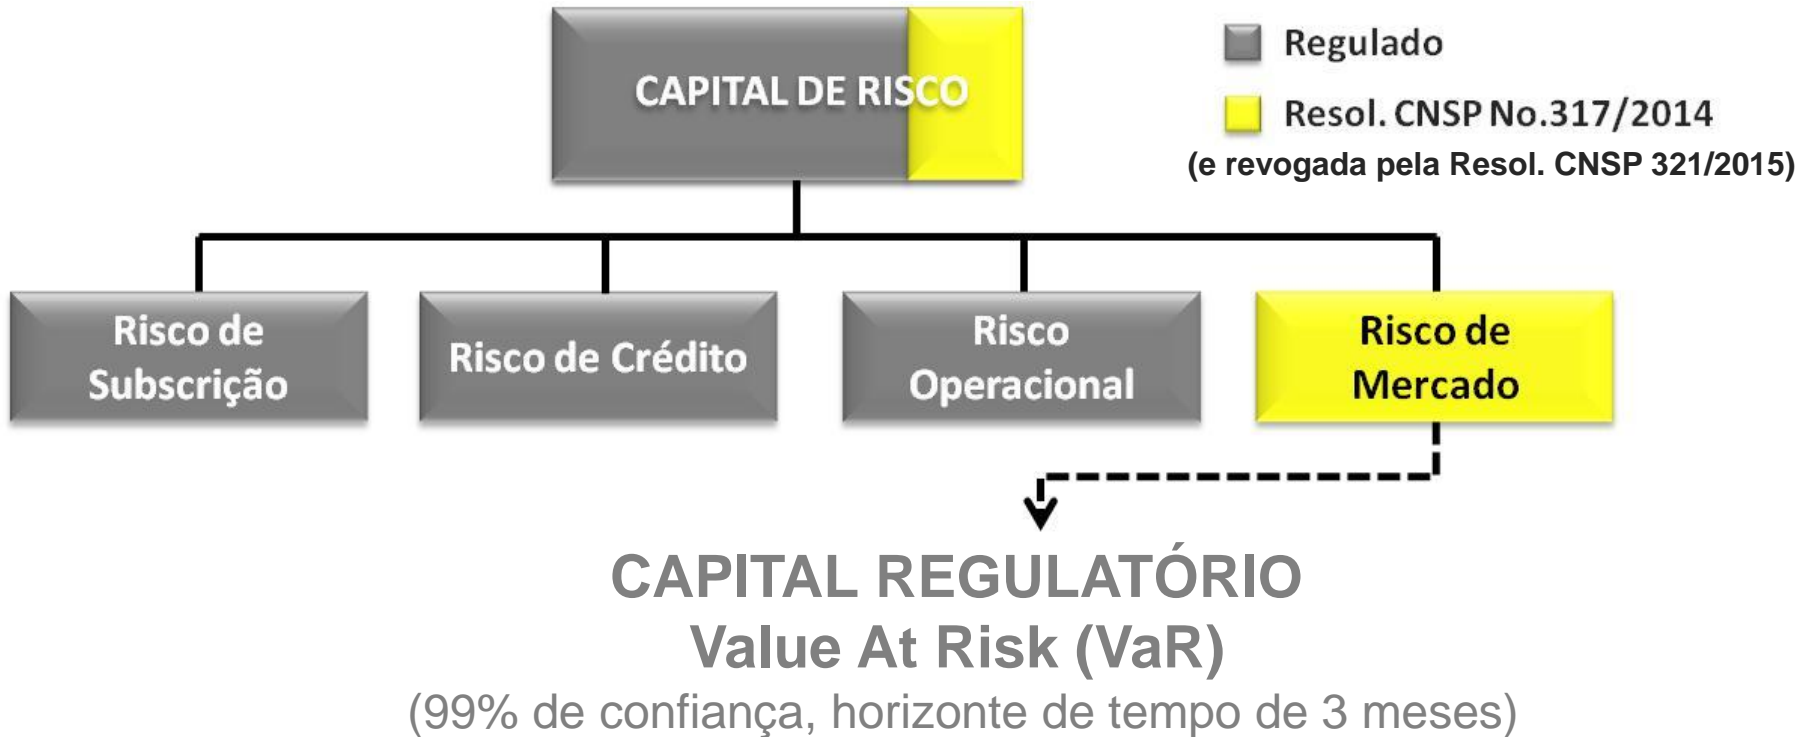 CAPITAL DE RISCO
Regulado
Resol. CNSP No.317/2014
(e revogada pela Resol. CNSP 321/2015)
Risco de
Subscrição
Risco de Crédito
Risco
Operacional
Risco de
Mercado
CAPITAL REGULATÓRIO
Value At Risk (VaR)
(99% de confiança, horizonte de tempo de 3 meses)